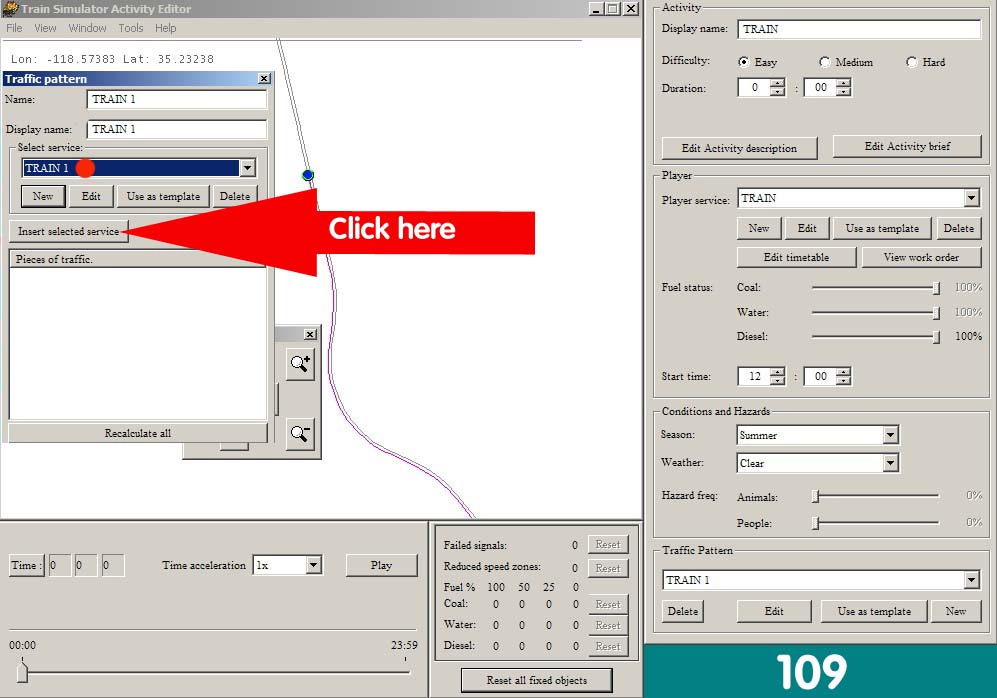 Train Simulator Activity Editor
File View Window Tools Help
Lon: -118.57383 Lat: 35.23238
Traffic pattern
Name: TRAIN 1
Display name: TRAIN 1
Select service:
TRAIN 1
New Edit Use as template Delete
Insert selected service
Click here
Pieces of traffic.
Recalculate all
Time : 0 0 0 Time acceleration 1x Play
00:00 23:59
Failed signals: 0 Reset
Reduced speed zones: 0 Reset
Fuel % 100 50 25 0
Coal: 0 0 0 0 Reset
Water: 0 0 0 0 Reset
Diesel: 0 0 0 0 Reset
Reset all fixed objects
Activity
Display name: TRAIN
Difficulty: Easy Medium Hard
Duration: 0 : 00
Edit Activity description Edit Activity brief
Player
Player service: TRAIN
New Edit Use as template Delete
Edit timetable View work order
Fuel status: Coal: 100%
Water: 100%
Diesel: 100%
Start time: 12 : 00
Conditions and Hazards
Season: Summer
Weather: Clear
Hazard freq: Animals: 0%
People: 0%
Traffic Pattern
TRAIN 1
Delete Edit Use as template New
109